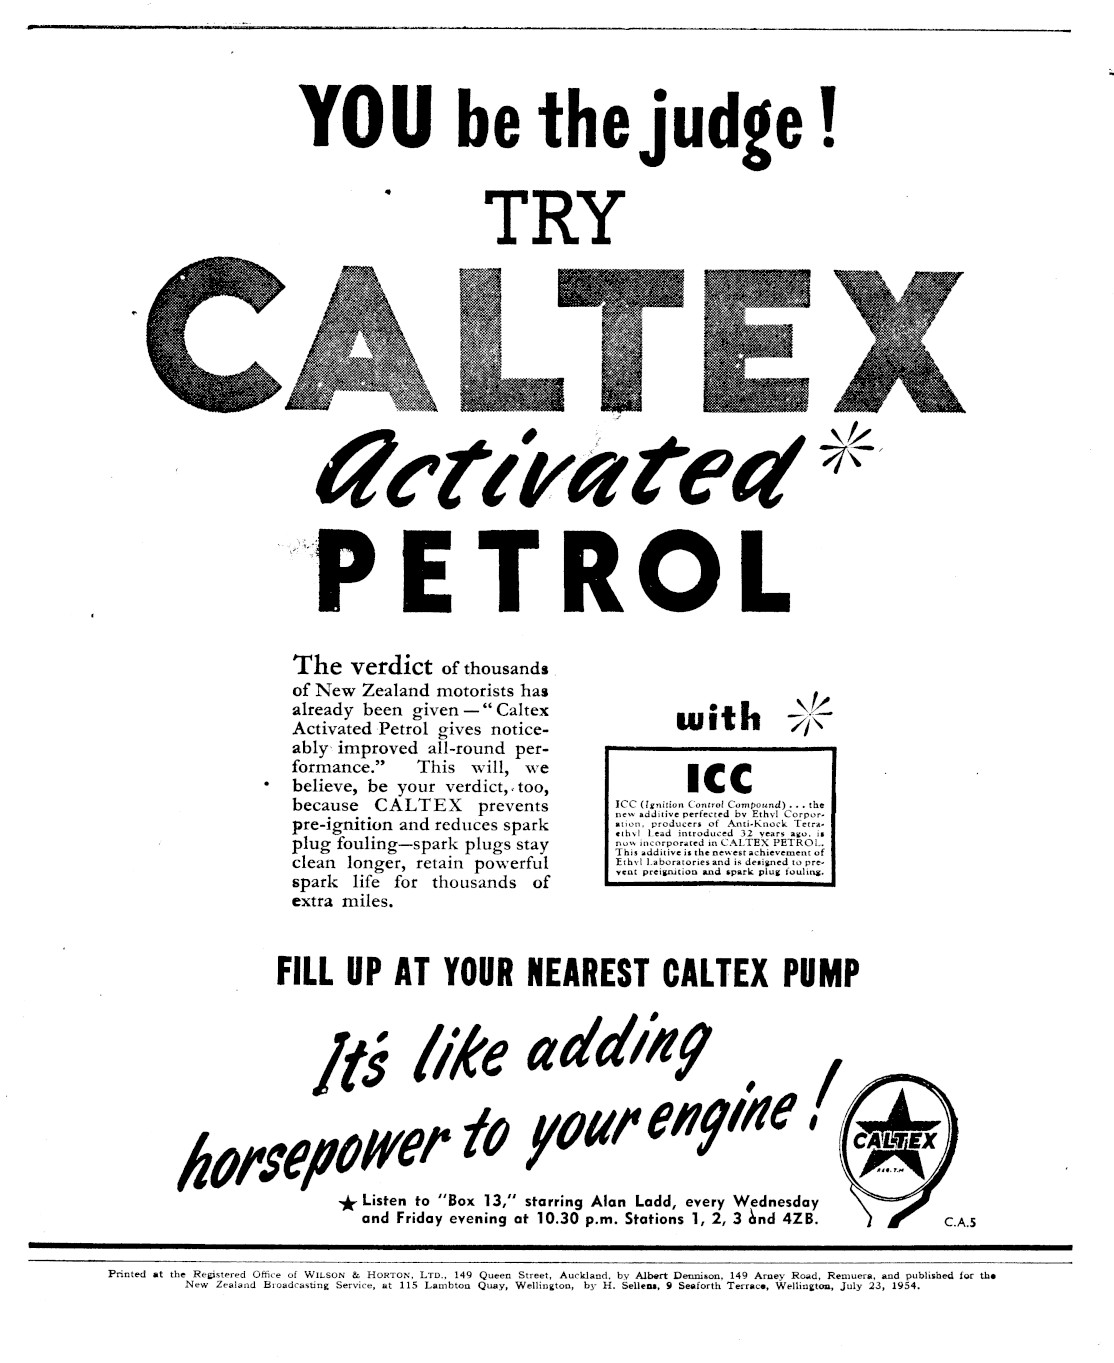 YOU be the judge!
TRY
CALTEX
Activated*
PETROL
The verdict of thousands
of New Zealand motorists has
already been given—"Caltex
Activated Petrol gives notice-
ably improved all-round per-
formance." This will, we
believe, be your verdict, too,
because CALTEX prevents
pre-ignition and reduces spark
plug fouling—spark plugs stay
clean longer, retain powerful
spark life for thousands of
extra miles.
with *
ICC
ICC (Ignition Control Compound) . . . the
new additive perfected by Ethyl Corpor-
ation, producers of Anti-Knock Tetra-
ethyl Lead introduced 32 years ago, is
now incorporated in CALTEX PETROL.
This additive is the newest achievement of
Ethyl Laboratories and is designed to pre-
vent preignition and spark plug fouling.
FILL UP AT YOUR NEAREST CALTEX PUMP
It's like adding
horsepower to your engine!
CALTEX
REG. T.M
★ Listen to "Box 13," starring Alan Ladd, every Wednesday
and Friday evening at 10.30 p.m. Stations 1, 2, 3 and 4ZB.
C.A.5
Printed at the Registered Office of WILSON & HORTON, LTD., 149 Queen Street, Auckland, by Albert Dennison, 149 Arney Road, Remuera, and published for the
New Zealand Broadcasting Service, at 115 Lambton Quay, Wellington, by H. Sellens, 9 Seaforth Terrace, Wellington, July 23, 1954.